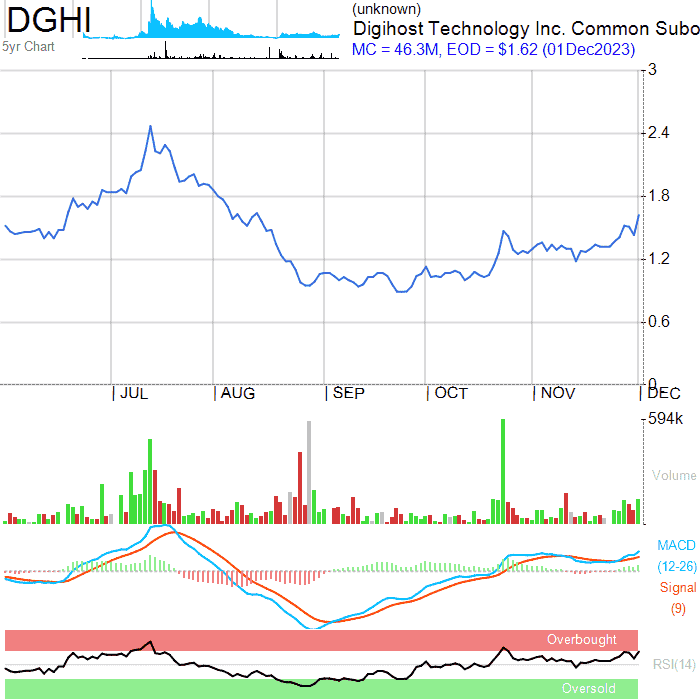 DGHI
5yr Chart
(unknown)
Digihost Technology Inc. Common Subo
MC = 46.3M, EOD = $1.62 (01Dec2023)
3
2.4
1.8
1.2
0.6
0
JUL AUG SEP OCT NOV DEC
594k
Volume
MACD
(12-26)
Signal
(9)
Overbought
RSI(14)
Oversold